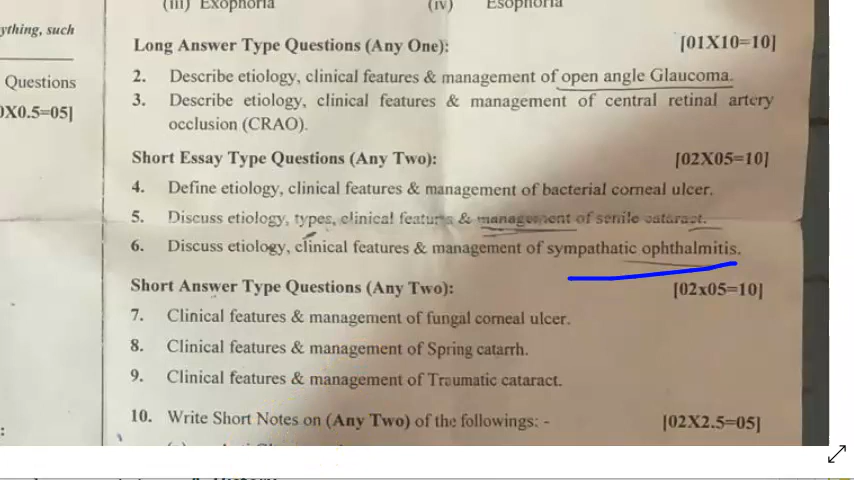 (iii) Exophoria (iv) Esophoria
ything, such
Long Answer Type Questions (Any One): [01X10=10]
Questions
2. Describe etiology, clinical features & management of open angle Glaucoma.
0X0.5=05]
3. Describe etiology, clinical features & management of central retinal artery
occlusion (CRAO).
Short Essay Type Questions (Any Two): [02X05=10]
4. Define etiology, clinical features & management of bacterial corneal ulcer.
5. Discuss etiology, types, clinical features & management of senile cataract.
6. Discuss etiology, clinical features & management of sympathatic ophthalmitis.
Short Answer Type Questions (Any Two): [02x05=10]
7. Clinical features & management of fungal corneal ulcer.
8. Clinical features & management of Spring catarrh.
9. Clinical features & management of Traumatic cataract.
10. Write Short Notes on (Any Two) of the followings: - [02X2.5=05]